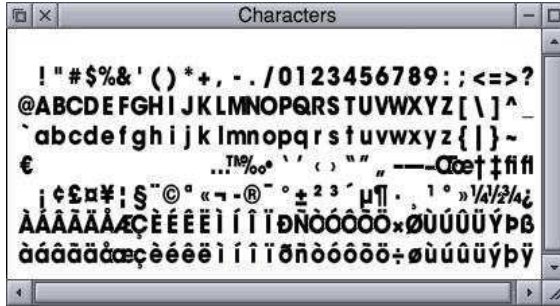 Characters
!"#$%&'()*+,-./0123456789:;<=>?
@ABCDEFGHIJKLMNOPQRSTUVWXYZ[\]^_
`abcdefghijklmnopqrstuvwxyz{|}~
€ …™‰•‘’‹›“”„–—Œœ†‡ﬁﬂ
¡¢£¤¥¦§¨©ª«¬-®¯°±²³´µ¶·¸¹º»¼½¾¿
ÀÁÂÃÄÅÆÇÈÉÊËÌÍÎÏÐÑÒÓÔÕÖ×ØÙÚÛÜÝÞß
àáâãäåæçèéêëìíîïðñòóôõö÷øùúûüýþÿ